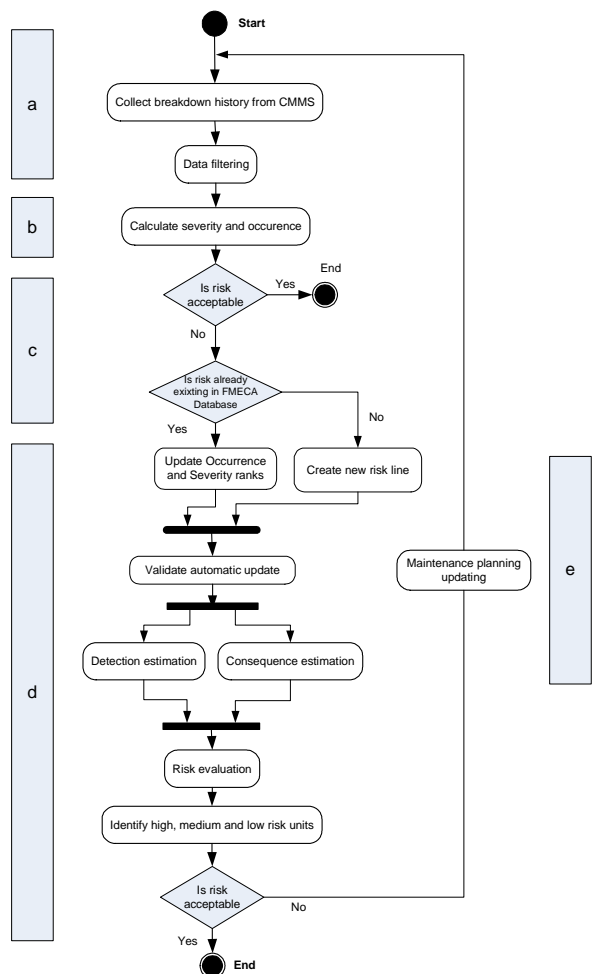 Start
a
Collect breakdown history from CMMS
Data filtering
b
Calculate severity and occurence
End
Is risk
acceptable
Yes
No
c
Is risk already
exixting in FMECA
Database
Yes
No
Update Occurrence
and Severity ranks
Create new risk line
Validate automatic update
Maintenance planning
updating
e
Detection estimation
Consequence estimation
d
Risk evaluation
Identify high, medium and low risk units
Is risk
acceptable
No
Yes
End